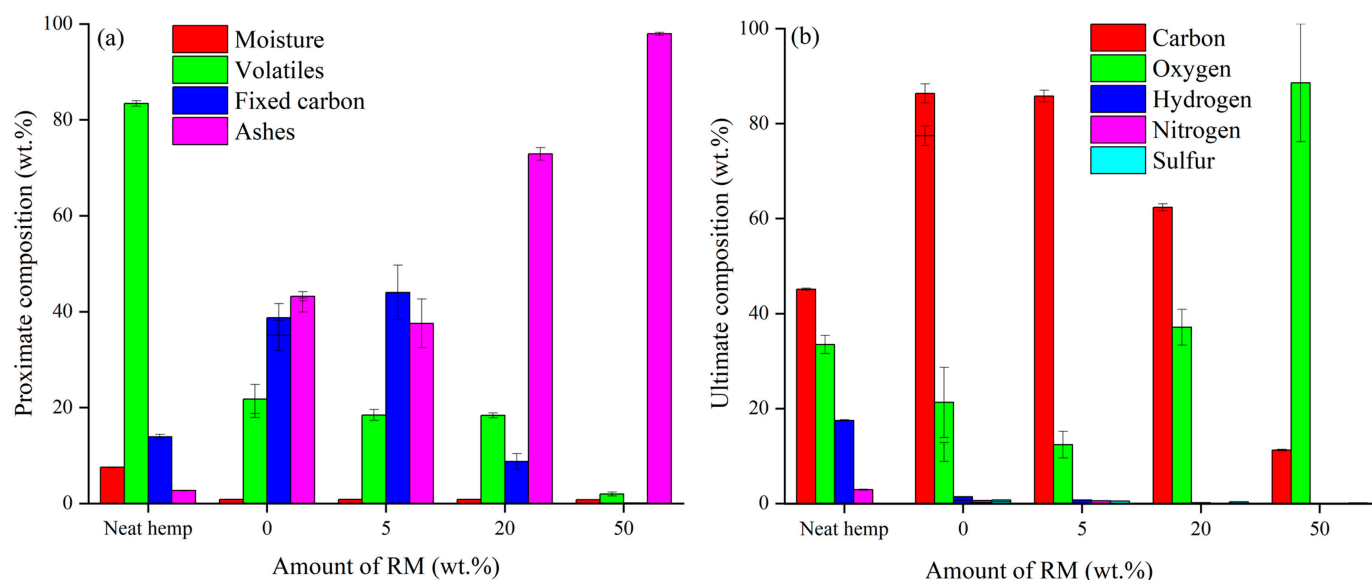 (a)
Moisture
Volatiles
Fixed carbon
Ashes
Proximate composition (wt.%)
100
80
60
40
20
0
Neat hemp 0 5 20 50
Amount of RM (wt.%)
(b)
Carbon
Oxygen
Hydrogen
Nitrogen
Sulfur
Ultimate composition (wt.%)
100
80
60
40
20
0
Neat hemp 0 5 20 50
Amount of RM (wt.%)